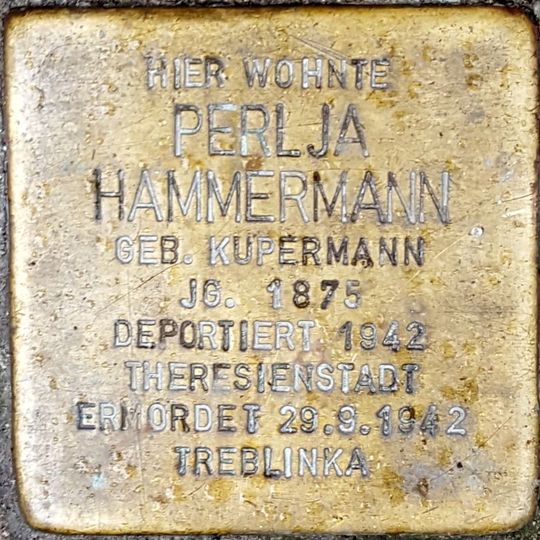 HIER WOHNTE
PERLJA
HAMMERMANN
GEB. KUPERMANN
JG. 1875
DEPORTIERT 1942
THERESIENSTADT
ERMORDET 29.9.1942
TREBLINKA